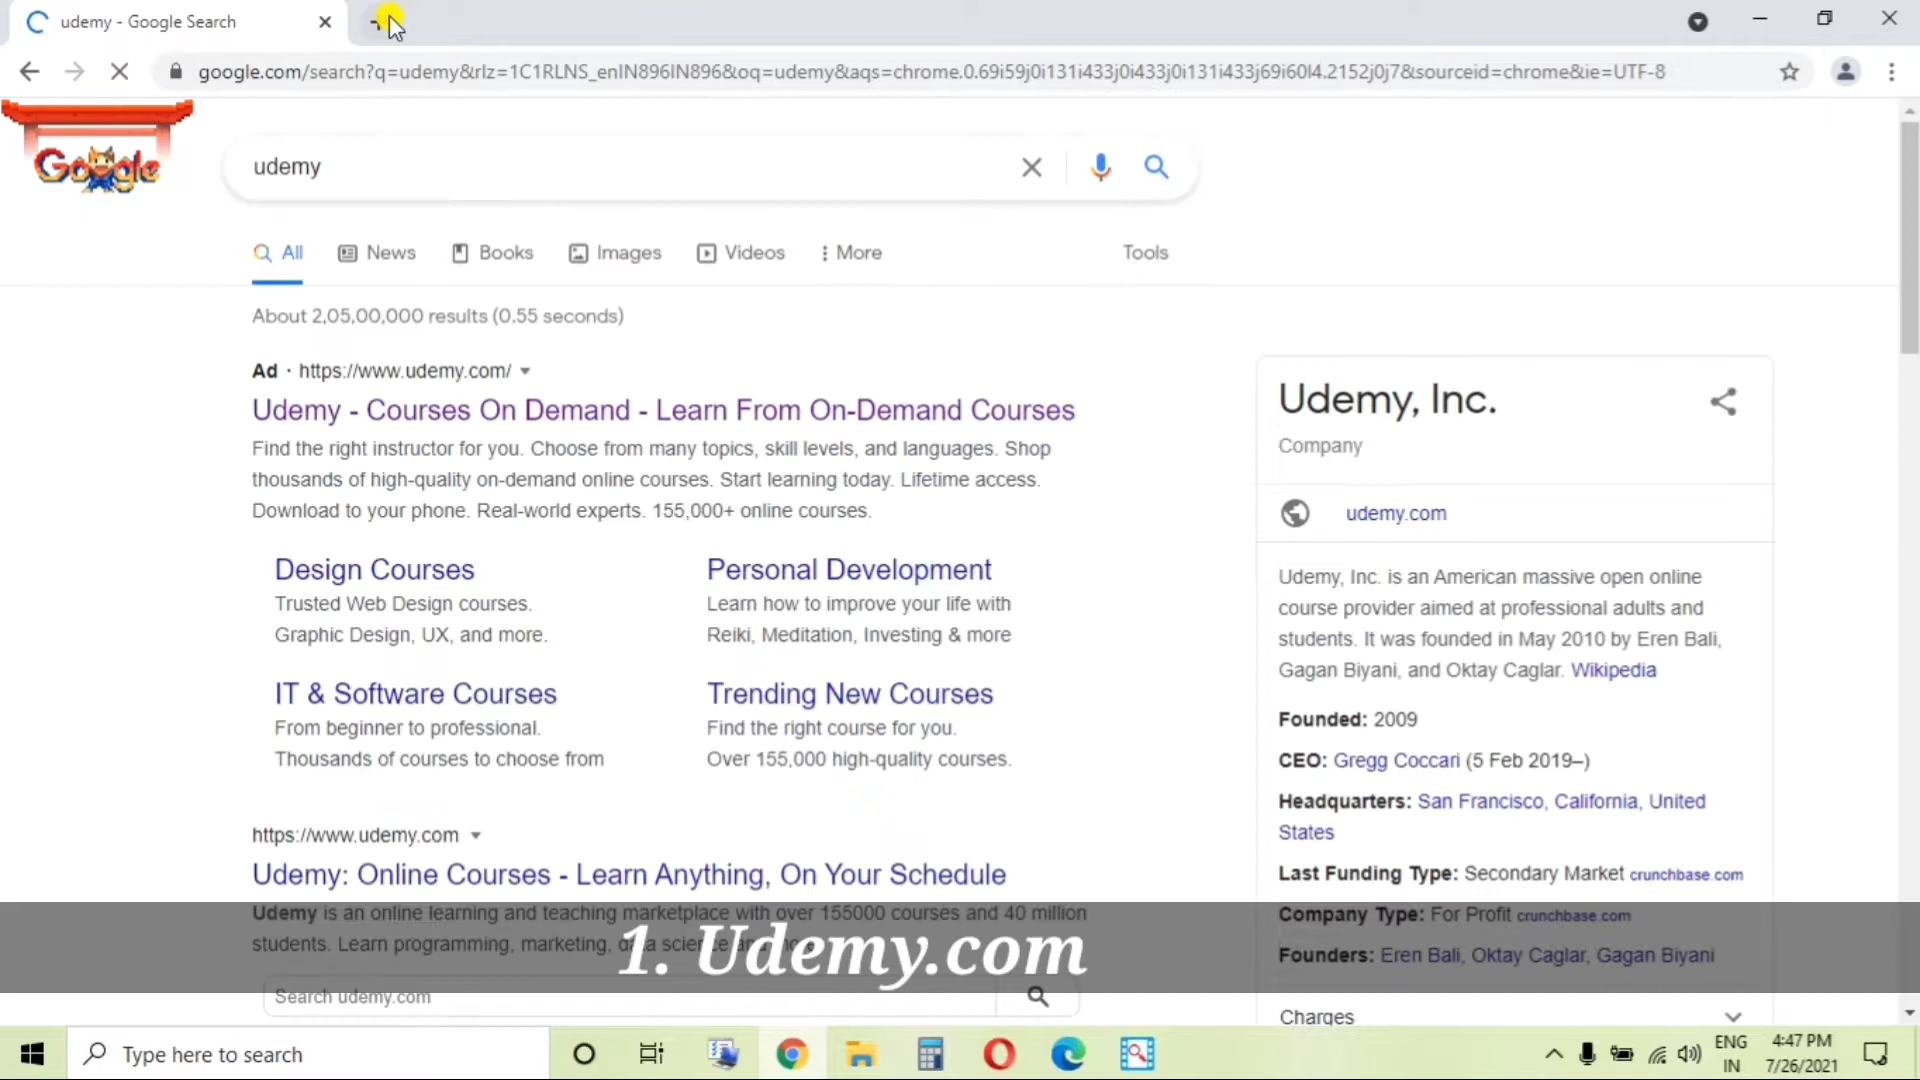 udemy - Google Search
google.com/search?q=udemy&rlz=1C1RLNS_enIN896IN896&oq=udemy&aqs=chrome.0.69i59j0i131i433j0i433j0i131i433j69i60l4.2152j0j7&sourceid=chrome&ie=UTF-8
Google
udemy
All News Books Images Videos More Tools
About 2,05,00,000 results (0.55 seconds)
Ad · https://www.udemy.com/
Udemy - Courses On Demand - Learn From On-Demand Courses
Find the right instructor for you. Choose from many topics, skill levels, and languages. Shop
thousands of high-quality on-demand online courses. Start learning today. Lifetime access.
Download to your phone. Real-world experts. 155,000+ online courses.
Design Courses
Trusted Web Design courses.
Graphic Design, UX, and more.
Personal Development
Learn how to improve your life with
Reiki, Meditation, Investing & more
IT & Software Courses
From beginner to professional.
Thousands of courses to choose from
Trending New Courses
Find the right course for you.
Over 155,000 high-quality courses.
https://www.udemy.com
Udemy: Online Courses - Learn Anything, On Your Schedule
Udemy is an online learning and teaching marketplace with over 155000 courses and 40 million
students. Learn programming, marketing,
Search udemy.com
Udemy, Inc.
Company
udemy.com
Udemy, Inc. is an American massive open online
course provider aimed at professional adults and
students. It was founded in May 2010 by Eren Bali,
Gagan Biyani, and Oktay Caglar. Wikipedia
Founded: 2009
CEO: Gregg Coccari (5 Feb 2019–)
Headquarters: San Francisco, California, United
States
Last Funding Type: Secondary Market crunchbase.com
Company Type: For Profit crunchbase.com
Founders: Eren Bali, Oktay Caglar, Gagan Biyani
Charges
1. Udemy.com
Type here to search
ENG
IN
4:47 PM
7/26/2021